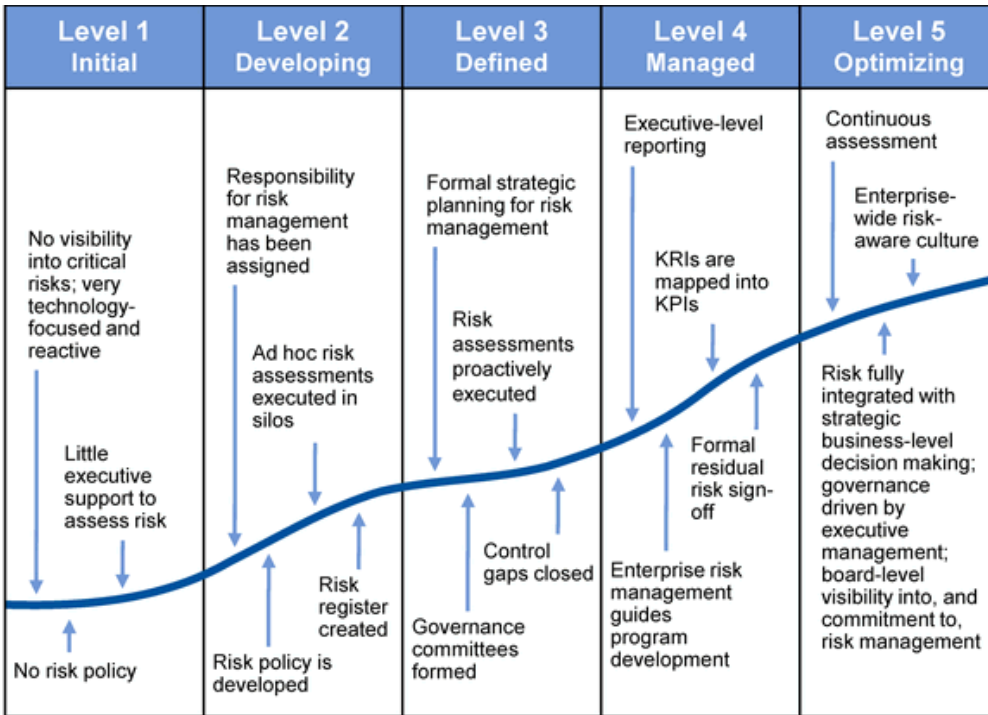 Level 1
Initial
Level 2
Developing
Level 3
Defined
Level 4
Managed
Level 5
Optimizing
No visibility
into critical
risks; very
technology-
focused and
reactive
Little
executive
support to
assess risk
No risk policy
Responsibility
for risk
management
has been
assigned
Ad hoc risk
assessments
executed in
silos
Risk
register
created
Risk policy is
developed
Formal strategic
planning for risk
management
Risk
assessments
proactively
executed
Control
gaps closed
Governance
committees
formed
Executive-level
reporting
KRIs are
mapped into
KPIs
Formal
residual
risk sign-
off
Enterprise risk
management
guides
program
development
Continuous
assessment
Enterprise-
wide risk-
aware culture
Risk fully
integrated with
strategic
business-level
decision making;
governance
driven by
executive
management;
board-level
visibility into, and
commitment to,
risk management